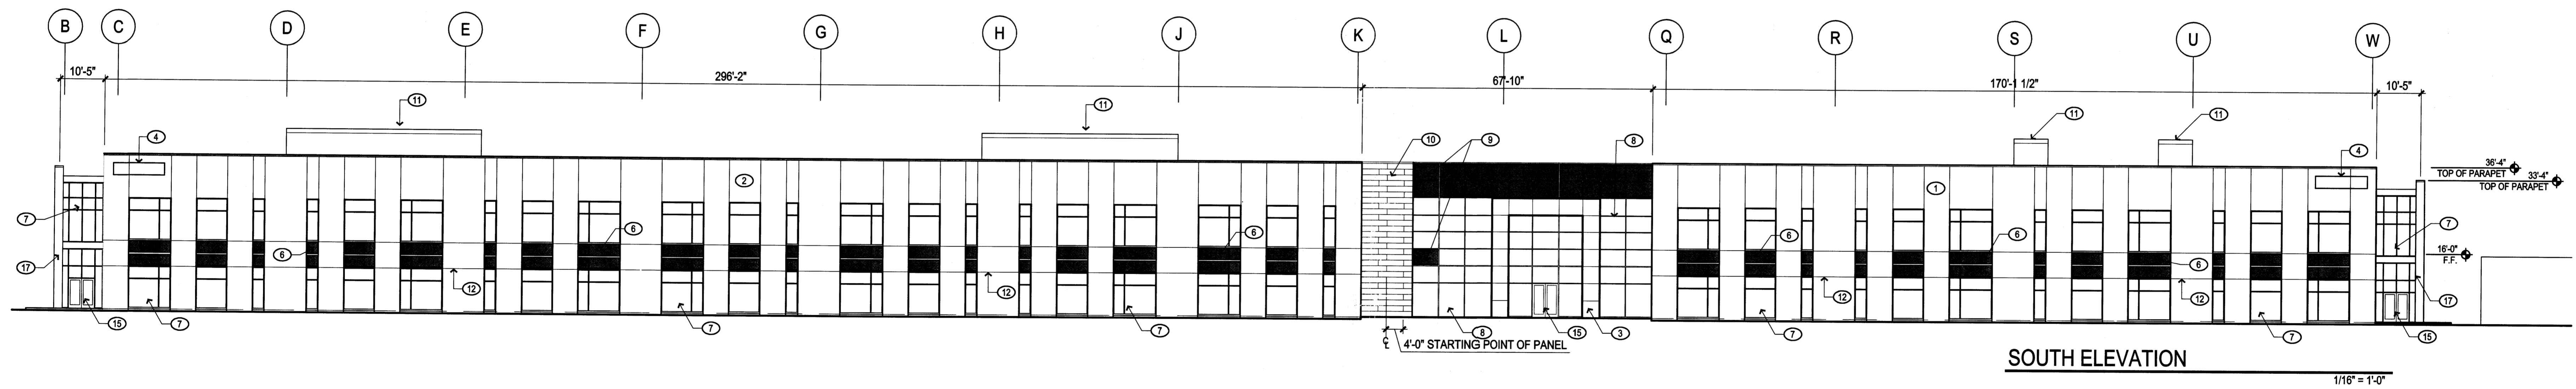 B C D E F G H J K L Q R S U W
10'-5" 296'-2" 67'-10" 170'-1 1/2" 10'-5"
11 11 11 11
4 10 9 8 4
36'-4"
TOP OF PARAPET
33'-4"
TOP OF PARAPET
2 1
7 7
6 6 6 6
16'-0"
F.F.
17 6 6
12 12 12 12 17
15 7 7 7 8 15 3 7 7 15
C L 4'-0" STARTING POINT OF PANEL
SOUTH ELEVATION
1/16" = 1'-0"